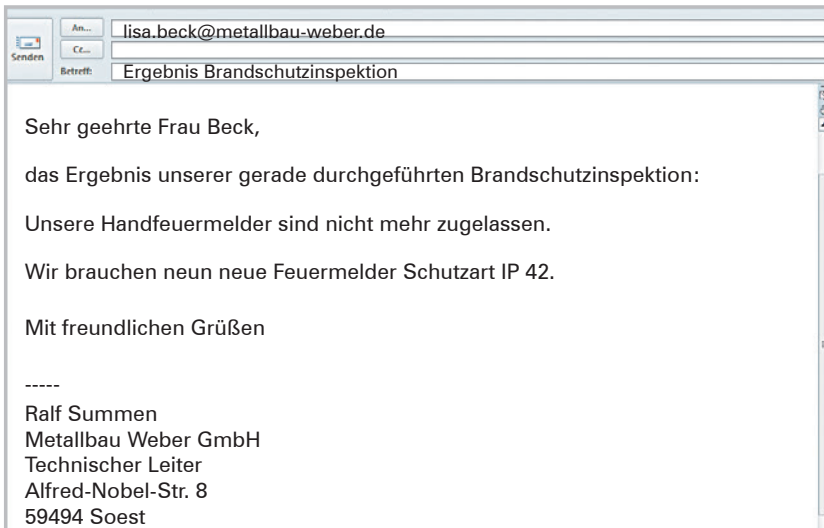 An...
lisa.beck@metallbau-weber.de
Cc...
Senden
Betreff:
Ergebnis Brandschutzinspektion
Sehr geehrte Frau Beck,
das Ergebnis unserer gerade durchgeführten Brandschutzinspektion:
Unsere Handfeuermelder sind nicht mehr zugelassen.
Wir brauchen neun neue Feuermelder Schutzart IP 42.
Mit freundlichen Grüßen
-----
Ralf Summen
Metallbau Weber GmbH
Technischer Leiter
Alfred-Nobel-Str. 8
59494 Soest